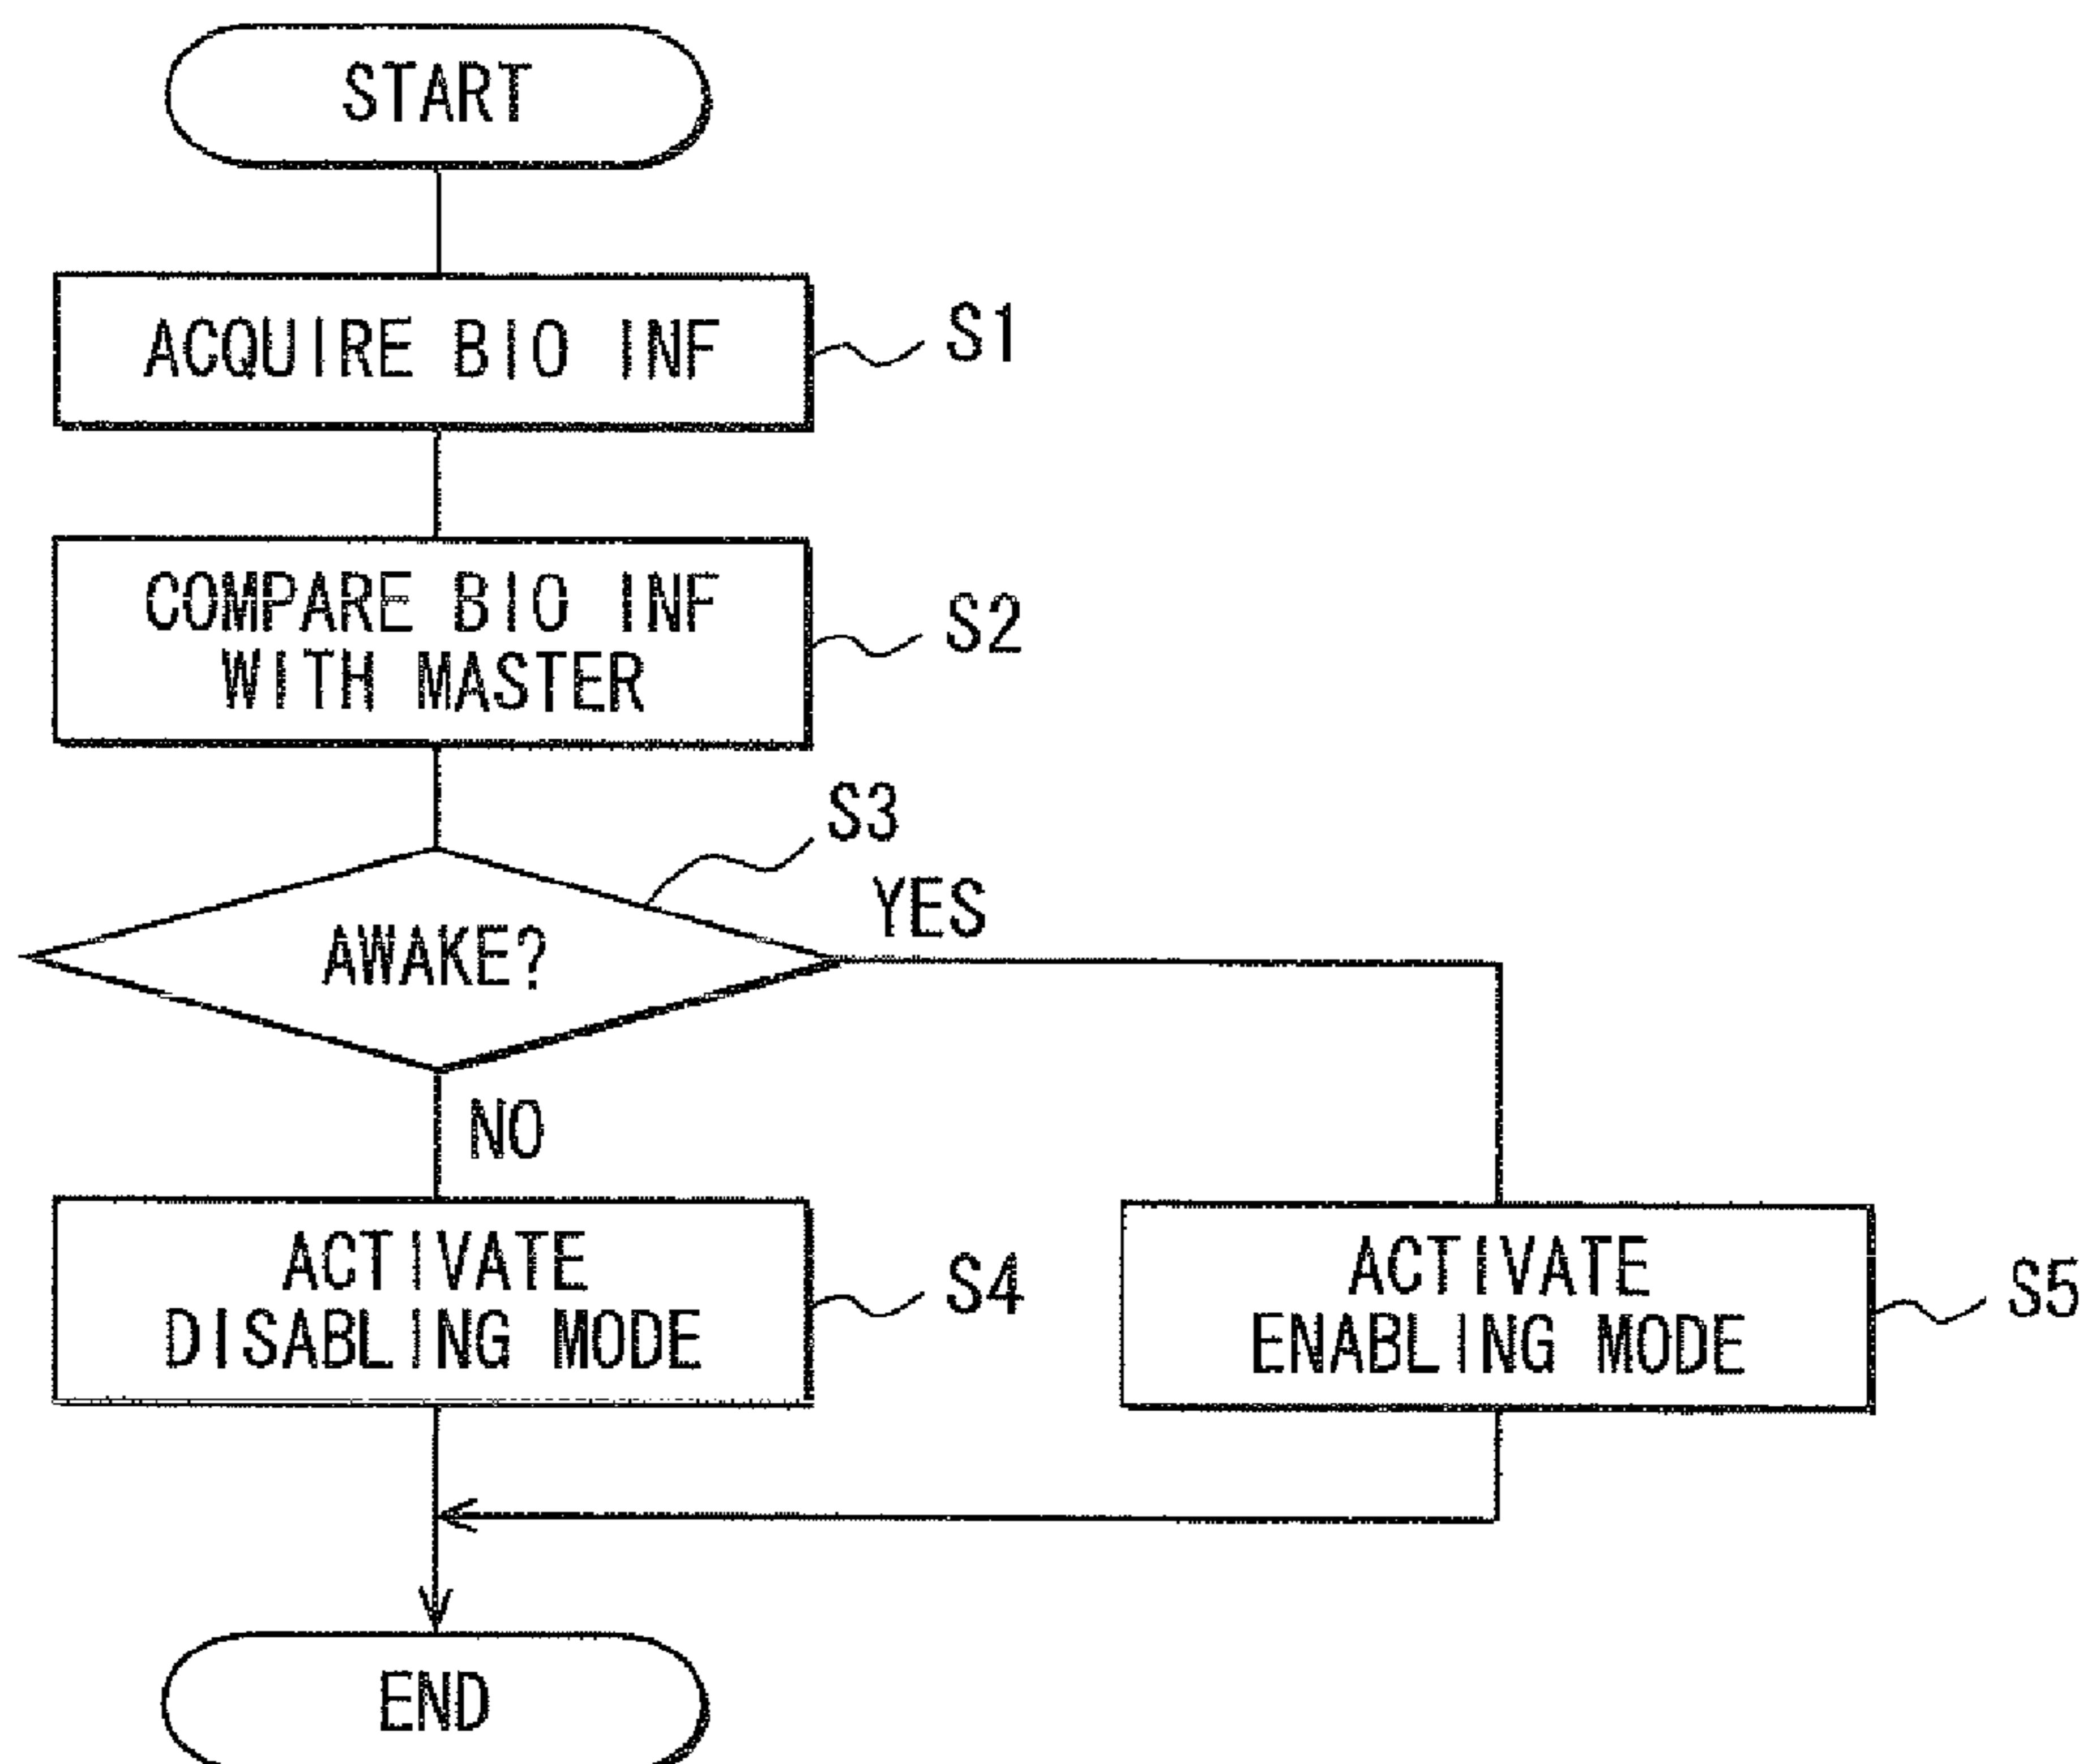 START
ACQUIRE BIO INF
S1
COMPARE BIO INF
WITH MASTER
S2
S3
AWAKE?
YES
NO
ACTIVATE
DISABLING MODE
S4
ACTIVATE
ENABLING MODE
S5
END